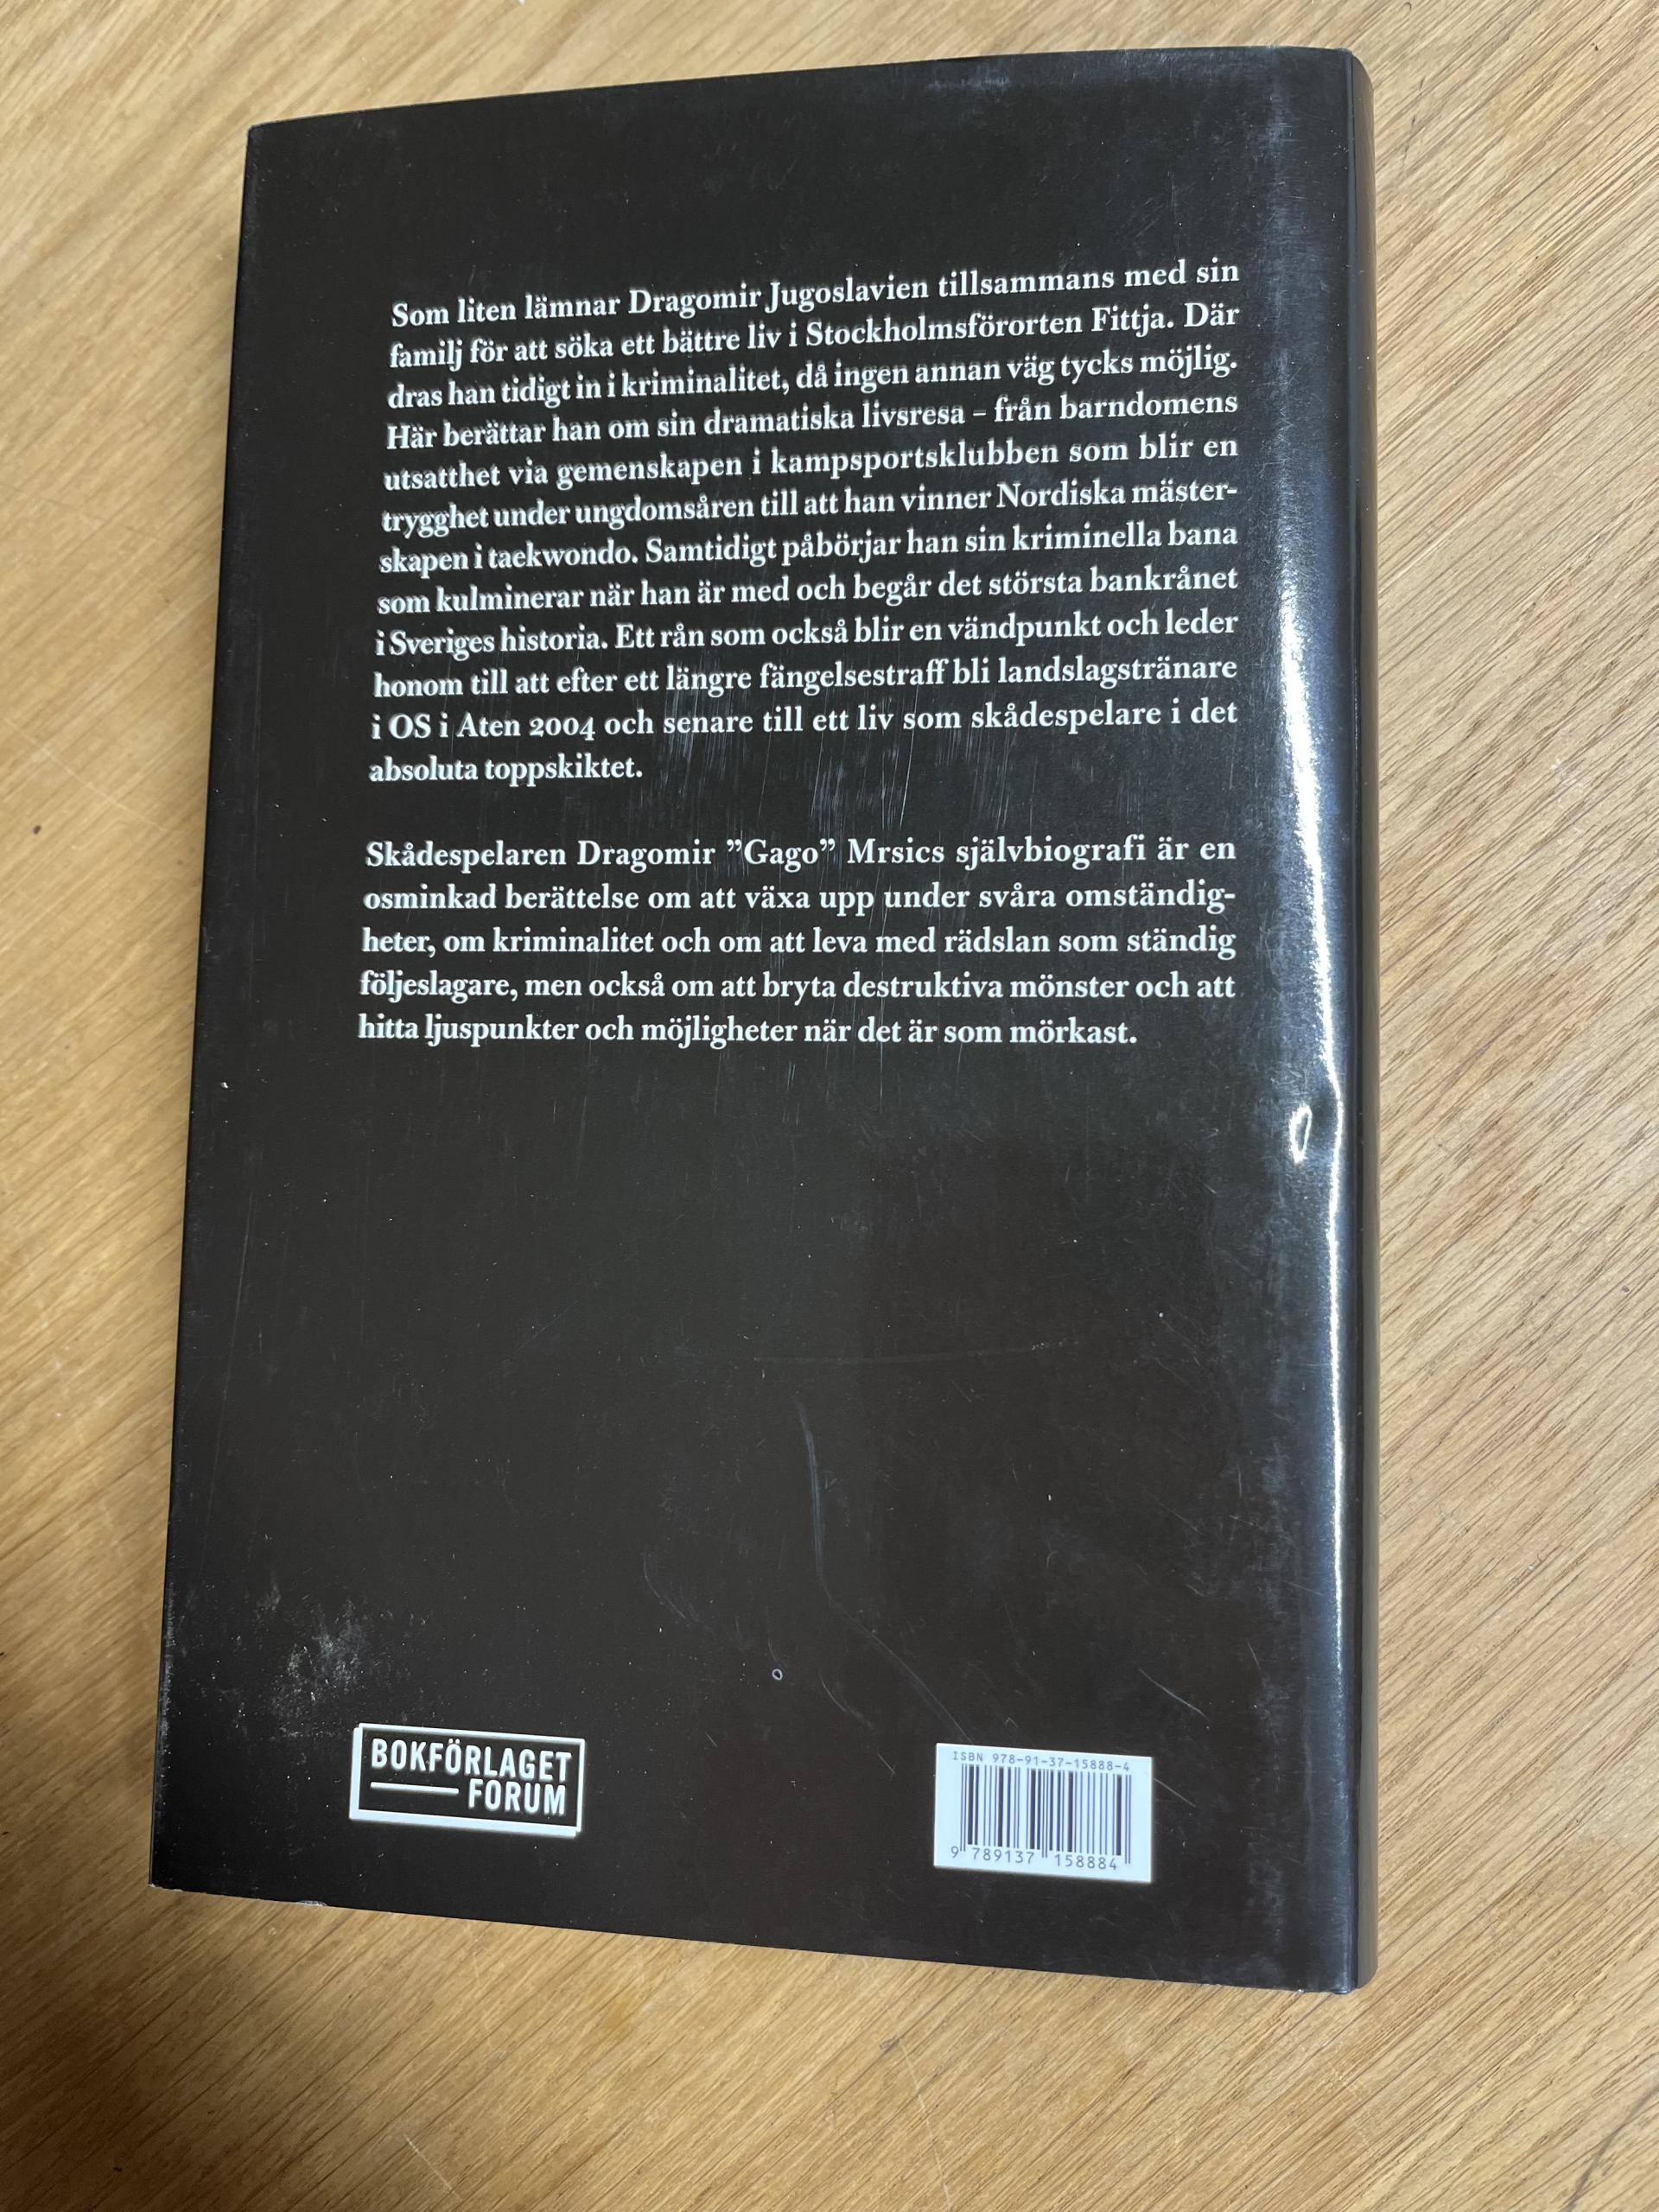 Som liten lämnar Dragomir Jugoslavien tillsammans med sin
familj för att söka ett bättre liv i Stockholmsförorten Fittja. Där
dras han tidigt in i kriminalitet, då ingen annan väg tycks möjlig.
Här berättar han om sin dramatiska livsresa – från barndomens
utsatthet via gemenskapen i kampsportsklubben som blir en
trygghet under ungdomsåren till att han vinner Nordiska mäster-
skapen i taekwondo. Samtidigt påbörjar han sin kriminella bana
som kulminerar när han är med och begår det största bankrånet
i Sveriges historia. Ett rån som också blir en vändpunkt och leder
honom till att efter ett längre fängelsestraff bli landslagstränare
i OS i Aten 2004 och senare till ett liv som skådespelare i det
absoluta toppskiktet.
Skådespelaren Dragomir ”Gago” Mrsics självbiografi är en
osminkad berättelse om att växa upp under svåra omständig-
heter, om kriminalitet och om att leva med rädslan som ständig
följeslagare, men också om att bryta destruktiva mönster och att
hitta ljuspunkter och möjligheter när det är som mörkast.
BOKFÖRLAGET
FORUM
ISBN 978-91-37-15888-4
9 789137 158884